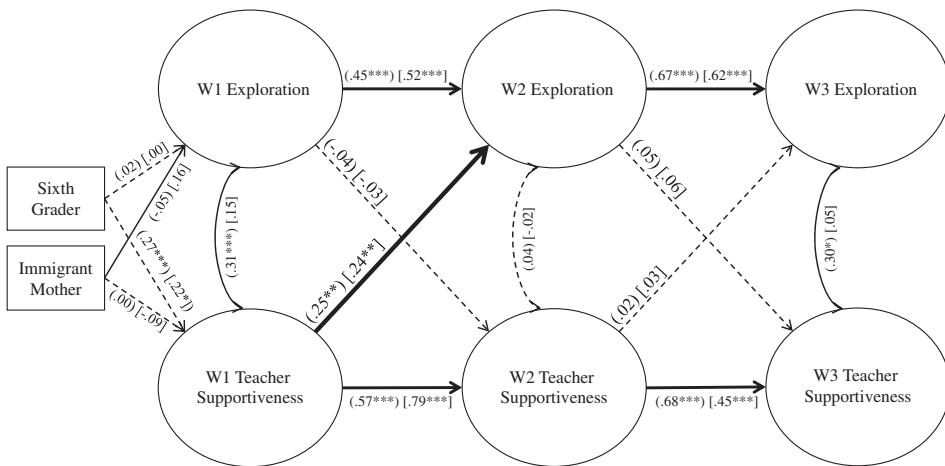 (.45***) [.52***]
(.67***) [.62***]
W1 Exploration
W2 Exploration
W3 Exploration
(.02) [.00]
(-.05) [.16]
(-.04) [-.03]
(.05) [.06]
Sixth
Grader
(.31***) [.15]
(.04) [-.02]
(.30*) [.05]
Immigrant
Mother
(.27***) [.22*])
(.00) [-.09]
(.25**) [.24**]
(.02) [.03]
W1 Teacher
Supportiveness
W2 Teacher
Supportiveness
W3 Teacher
Supportiveness
(.57***) [.79***]
(.68***) [.45***]